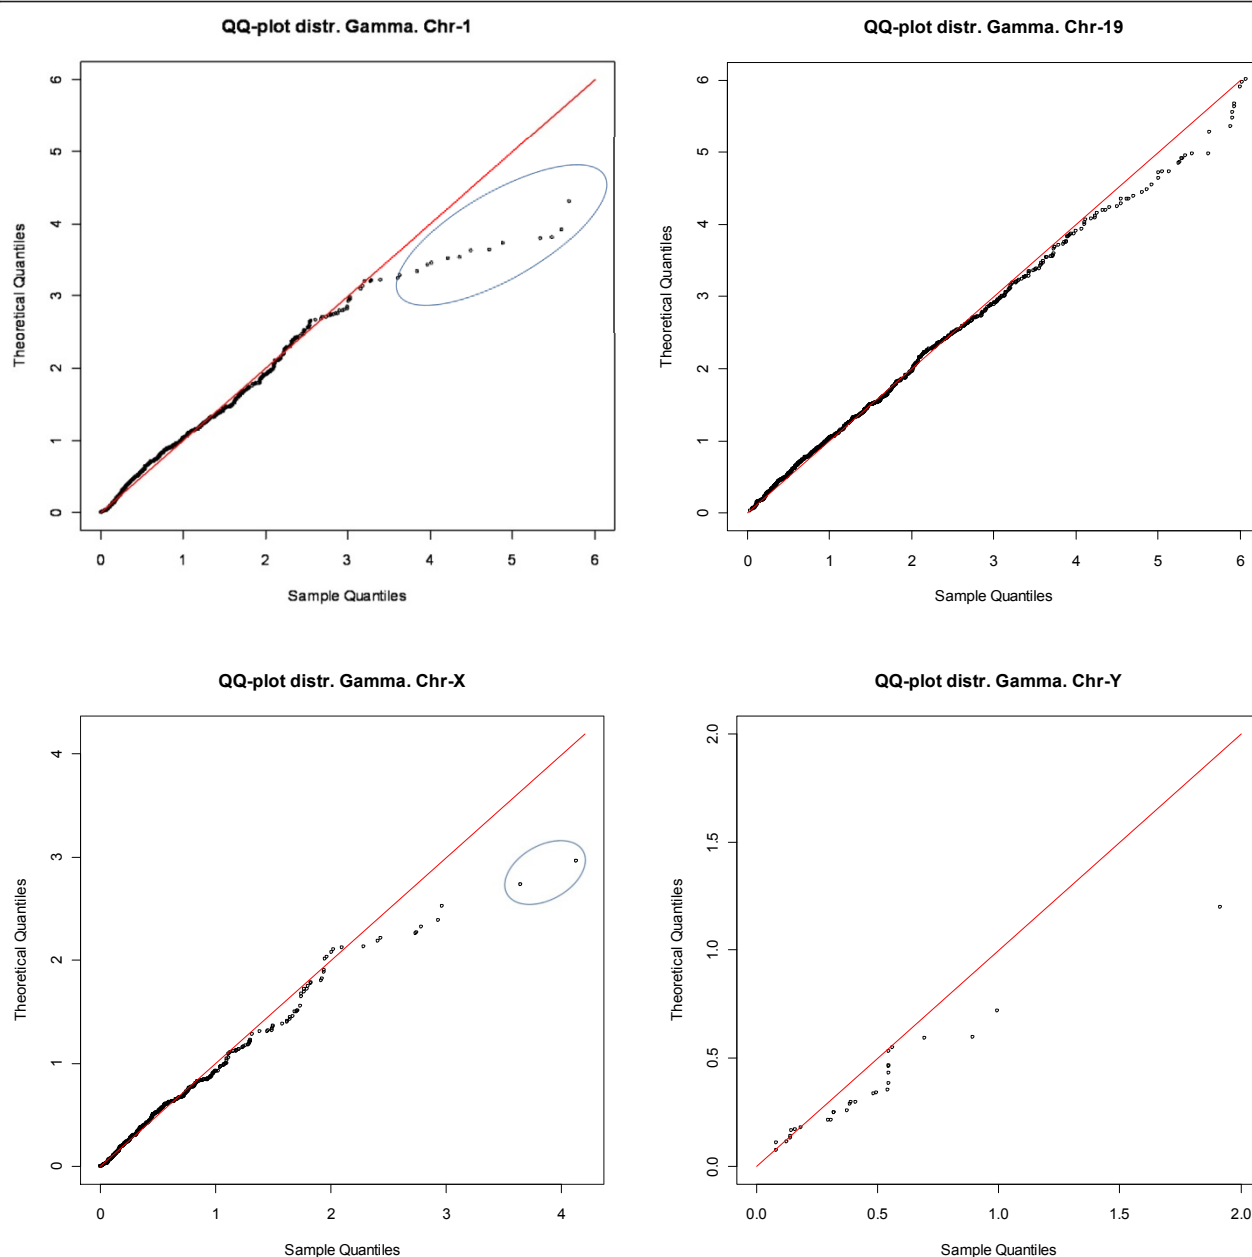 QQ-plot distr. Gamma. Chr-1
Theoretical Quantiles
6
5
4
3
2
1
0
0 1 2 3 4 5 6
Sample Quantiles
QQ-plot distr. Gamma. Chr-19
Theoretical Quantiles
6
5
4
3
2
1
0
0 1 2 3 4 5 6
Sample Quantiles
QQ-plot distr. Gamma. Chr-X
Theoretical Quantiles
4
3
2
1
0
0 1 2 3 4
Sample Quantiles
QQ-plot distr. Gamma. Chr-Y
Theoretical Quantiles
2.0
1.5
1.0
0.5
0.0
0.0 0.5 1.0 1.5 2.0
Sample Quantiles